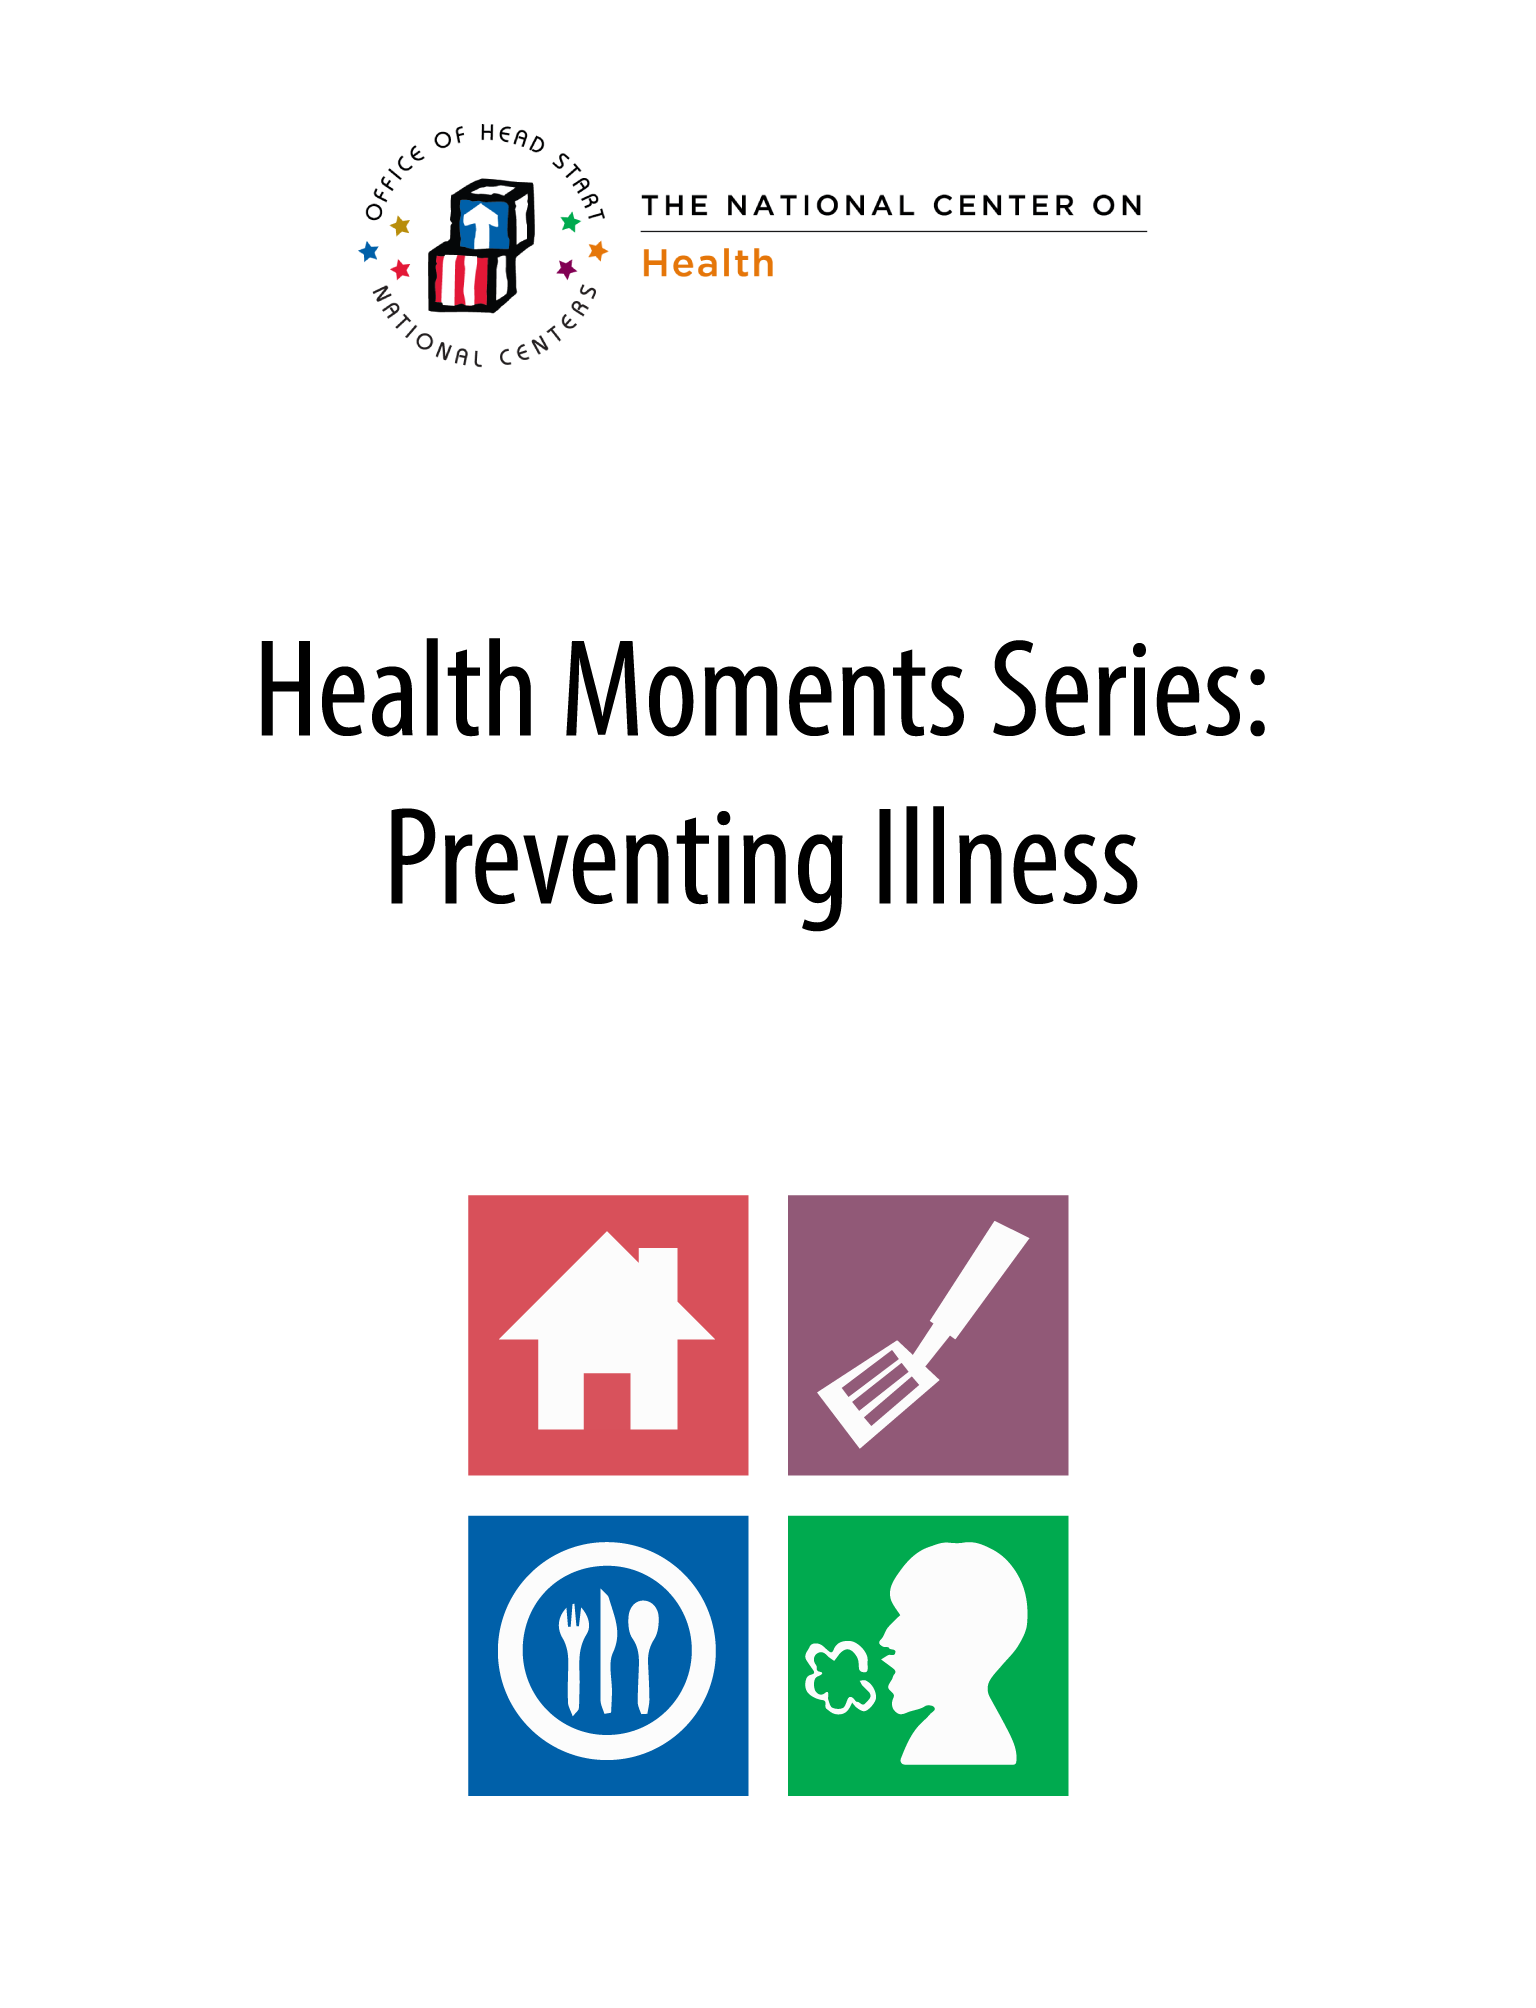 OFFICE OF HEAD START
NATIONAL CENTERS
THE NATIONAL CENTER ON
Health
Health Moments Series:
Preventing Illness